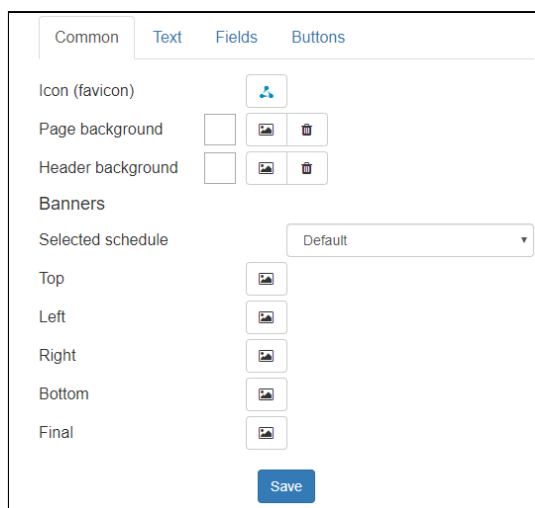 Common Text Fields Buttons
Icon (favicon)
Page background
Header background
Banners
Selected schedule Default
Top
Left
Right
Bottom
Final
Save